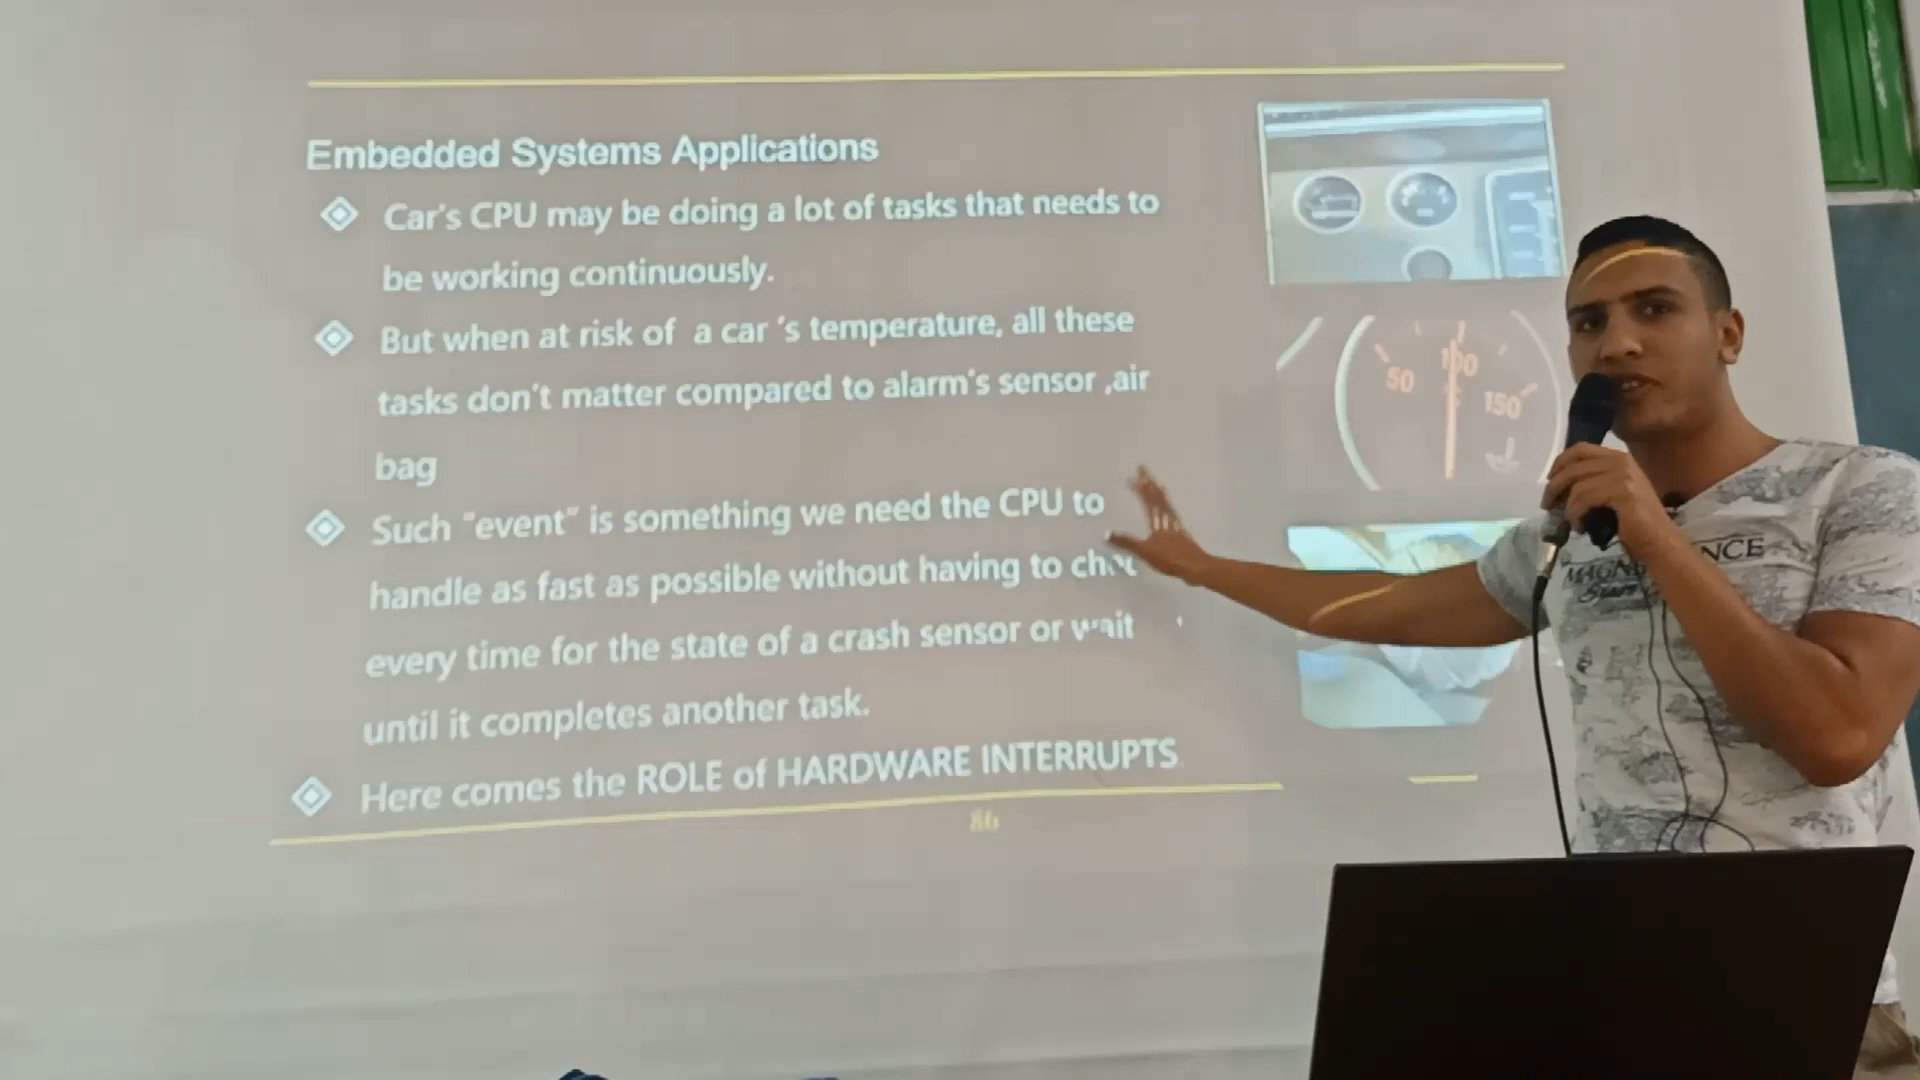 Embedded Systems Applications
Car's CPU may be doing a lot of tasks that needs to
be working continuously.
But when at risk of a car 's temperature, all these
tasks don't matter compared to alarm's sensor ,air
bag
Such "event" is something we need the CPU to
handle as fast as possible without having to
every time for the state of a crash sensor or wait
until it completes another task.
Here comes the ROLE of HARDWARE INTERRUPTS
86
50
100
150